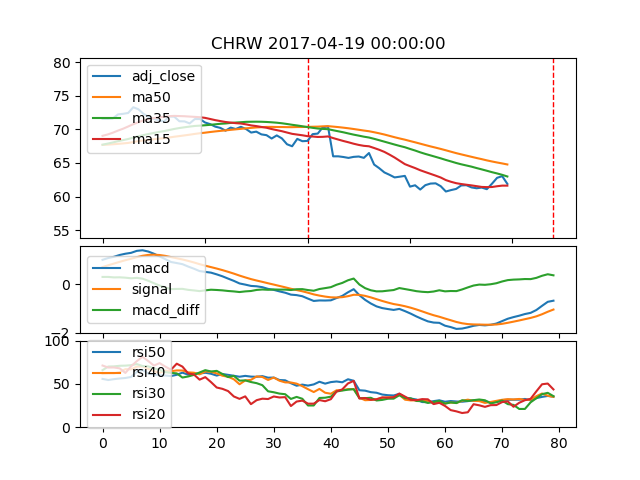 CHRW 2017-04-19 00:00:00
80
75
70
65
60
55
adj_close
ma50
ma35
ma15
0
−2
macd
signal
macd_diff
100
50
0
rsi50
rsi40
rsi30
rsi20
0 10 20 30 40 50 60 70 80